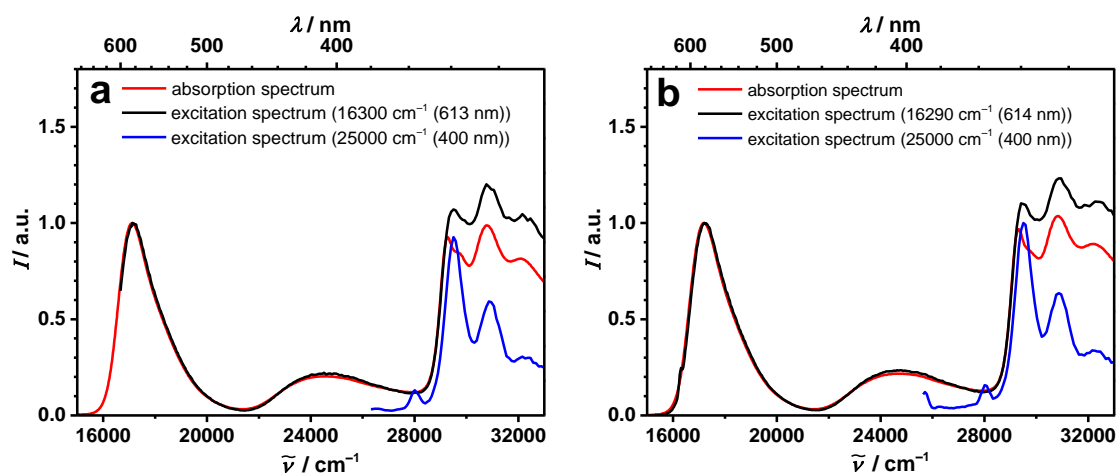 λ / nm
600 500 400
a
absorption spectrum
excitation spectrum (16300 cm⁻¹ (613 nm))
excitation spectrum (25000 cm⁻¹ (400 nm))
I / a.u.
1.5
1.0
0.5
0.0
16000 20000 24000 28000 32000
ṽ / cm⁻¹
λ / nm
600 500 400
b
absorption spectrum
excitation spectrum (16290 cm⁻¹ (614 nm))
excitation spectrum (25000 cm⁻¹ (400 nm))
I / a.u.
1.5
1.0
0.5
0.0
16000 20000 24000 28000 32000
ṽ / cm⁻¹